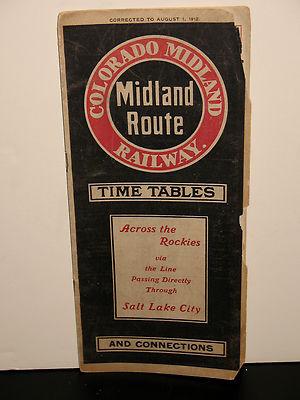 CORRECTED TO AUGUST 1, 1912.
COLORADO MIDLAND
Midland
Route
RAILWAY.
TIME TABLES
Across the
Rockies
via
the Line
Passing Directly
Through
Salt Lake City
AND CONNECTIONS